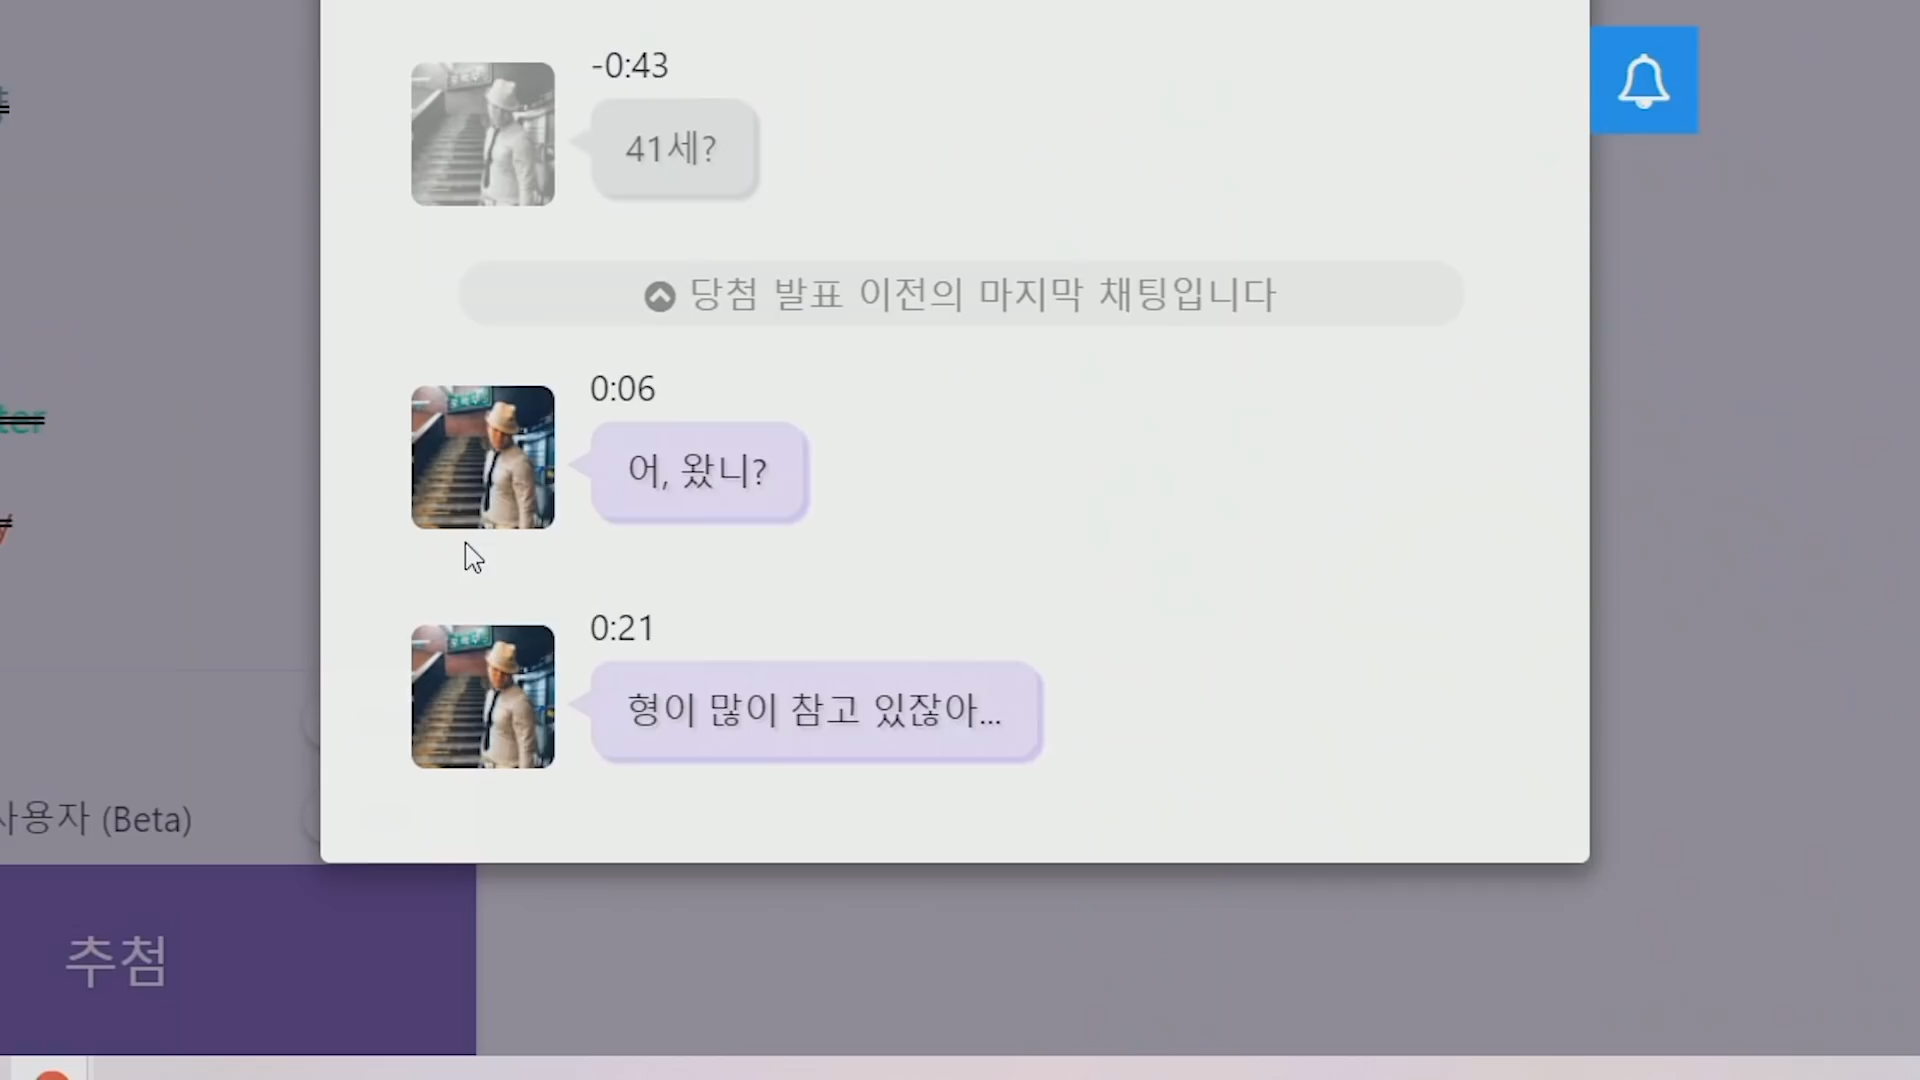 -0:43
41세?
당첨 발표 이전의 마지막 채팅입니다
0:06
어, 왔니?
0:21
형이 많이 참고 있잖아...
ter
사용자 (Beta)
추첨